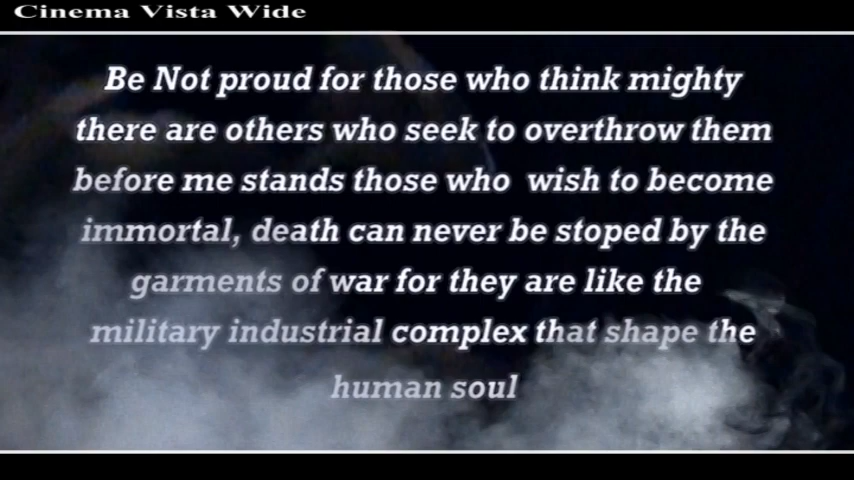 Cinema Vista Wide
Be Not proud for those who think mighty
there are others who seek to overthrow them
before me stands those who wish to become
immortal, death can never be stoped by the
garments of war for they are like the
military industrial complex that shape the
human soul